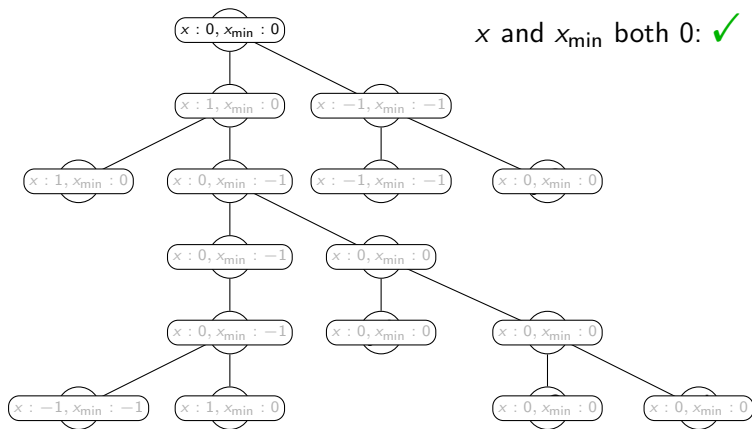 x : 0, x_min : 0
x and x_min both 0: ✓
x : 1, x_min : 0
x : −1, x_min : −1
x : 1, x_min : 0
x : 0, x_min : −1
x : −1, x_min : −1
x : 0, x_min : 0
x : 0, x_min : −1
x : 0, x_min : 0
x : 0, x_min : −1
x : 0, x_min : 0
x : 0, x_min : 0
x : −1, x_min : −1
x : 1, x_min : 0
x : 0, x_min : 0
x : 0, x_min : 0